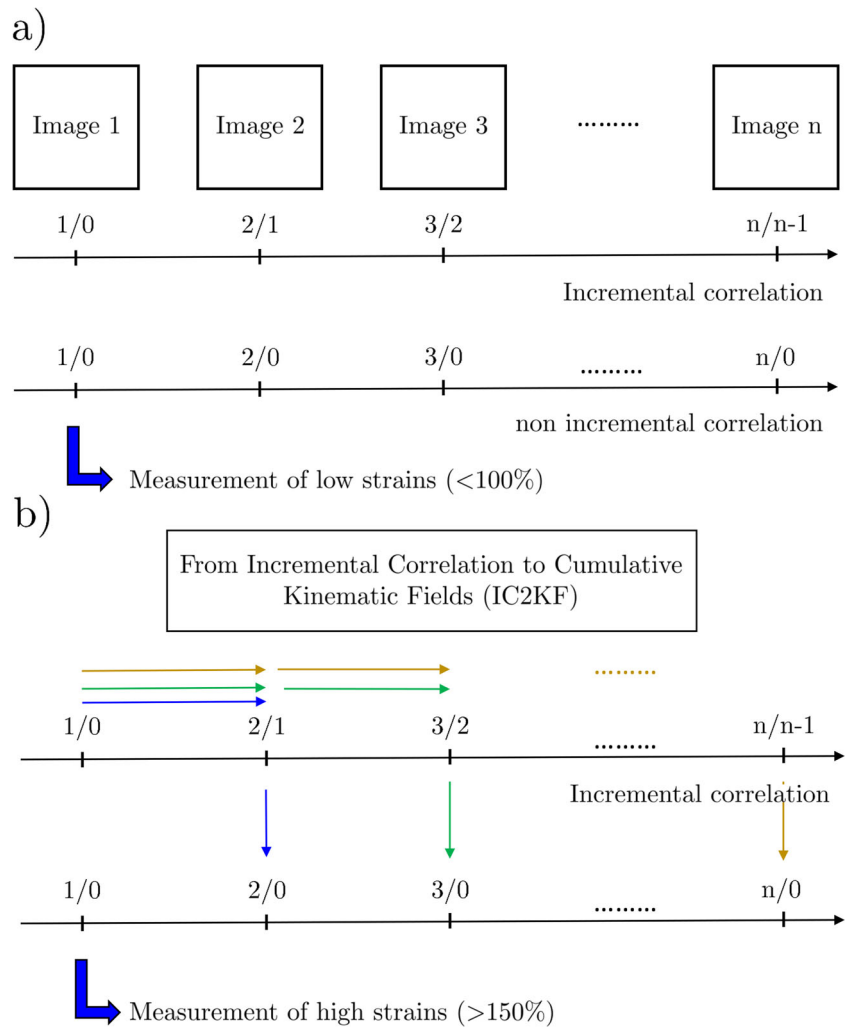 a)
Image 1 Image 2 Image 3 ......... Image n
1/0 2/1 3/2 n/n-1
Incremental correlation
1/0 2/0 3/0 ......... n/0
non incremental correlation
Measurement of low strains (<100%)
b)
From Incremental Correlation to Cumulative
Kinematic Fields (IC2KF)
.........
1/0 2/1 3/2 ......... n/n-1
Incremental correlation
1/0 2/0 3/0 ......... n/0
Measurement of high strains (>150%)